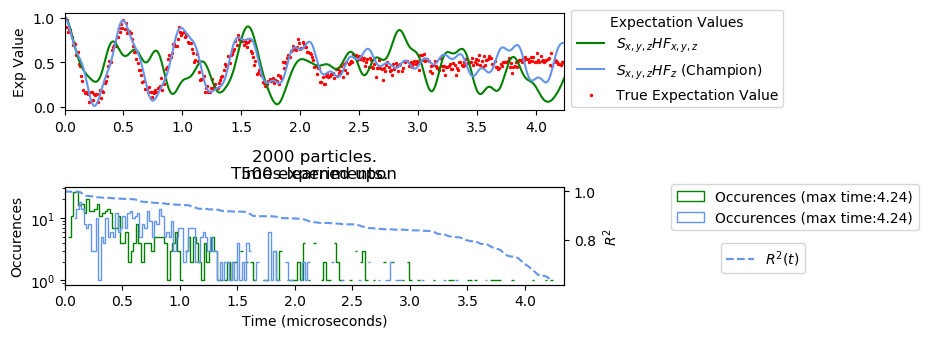 Expectation Values
S_{x,y,z}HF_{x,y,z}
S_{x,y,z}HF_z (Champion)
True Expectation Value
Exp Value
1.0
0.5
0.0
0.0 0.5 1.0 1.5 2.0 2.5 3.0 3.5 4.0
2000 particles.
500 experiments.
Times learned upon
Occurences
10^1
10^0
1.0
0.8
R^2
Occurences (max time:4.24)
Occurences (max time:4.24)
R^2(t)
0.0 0.5 1.0 1.5 2.0 2.5 3.0 3.5 4.0
Time (microseconds)